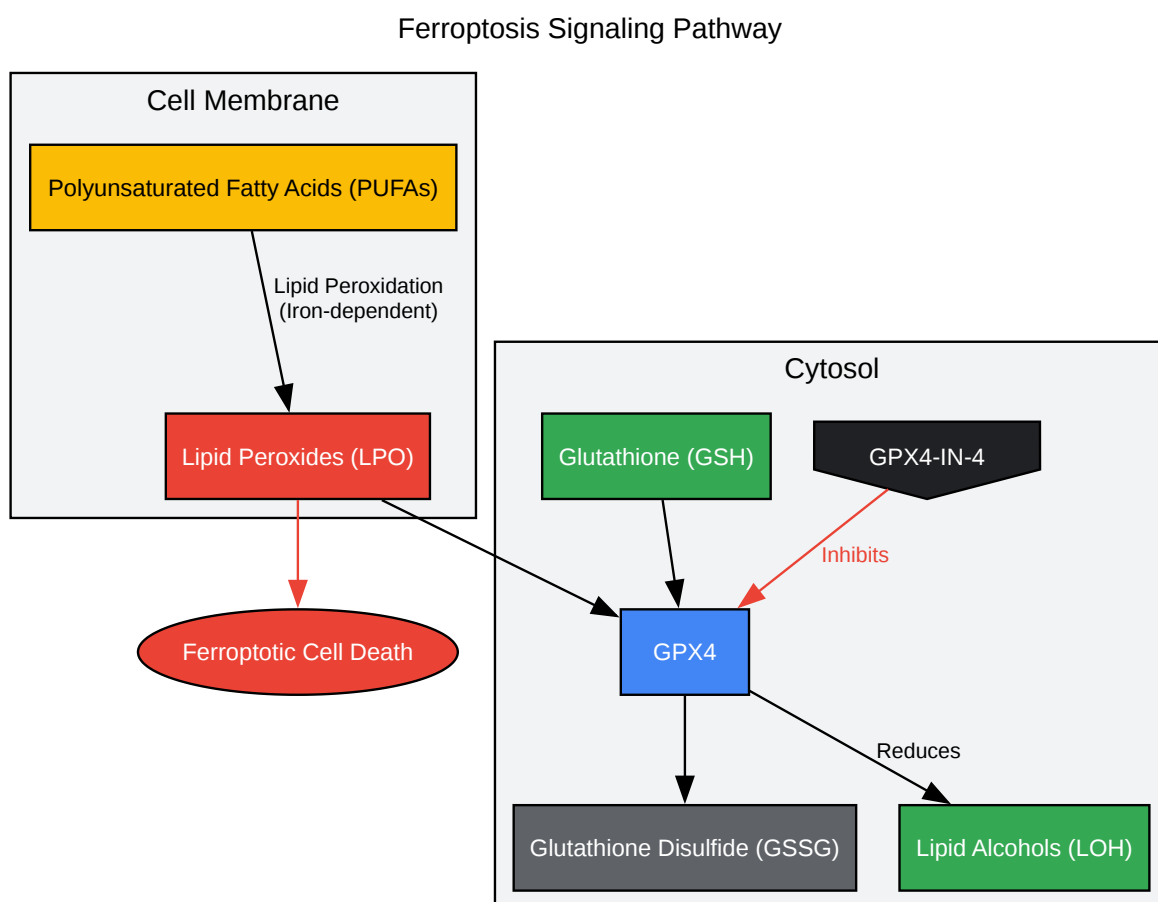 Ferroptosis Signaling Pathway
Cell Membrane
Polyunsaturated Fatty Acids (PUFAs)
Lipid Peroxidation
(Iron-dependent)
Lipid Peroxides (LPO)
Ferroptotic Cell Death
Cytosol
Glutathione (GSH)
GPX4-IN-4
Inhibits
GPX4
Reduces
Glutathione Disulfide (GSSG)
Lipid Alcohols (LOH)